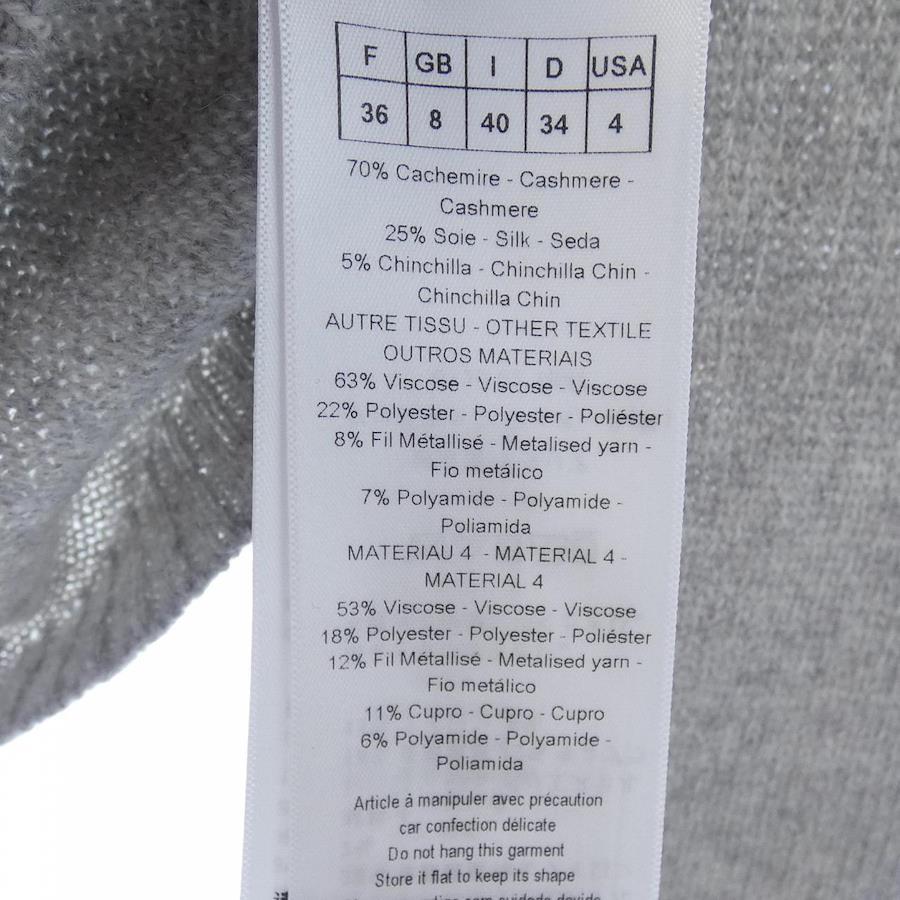 F GB I D USA
36 8 40 34 4
70% Cachemire - Cashmere -
Cashmere
25% Soie - Silk - Seda
5% Chinchilla - Chinchilla Chin -
Chinchilla Chin
AUTRE TISSU - OTHER TEXTILE
OUTROS MATERIAIS
63% Viscose - Viscose - Viscose
22% Polyester - Polyester - Poliéster
8% Fil Métallisé - Metalised yarn -
Fio metálico
7% Polyamide - Polyamide -
Poliamida
MATERIAU 4 - MATERIAL 4 -
MATERIAL 4
53% Viscose - Viscose - Viscose
18% Polyester - Polyester - Poliéster
12% Fil Métallisé - Metalised yarn -
Fio metálico
11% Cupro - Cupro - Cupro
6% Polyamide - Polyamide -
Poliamida
Article à manipuler avec précaution
car confection délicate
Do not hang this garment
Store it flat to keep its shape